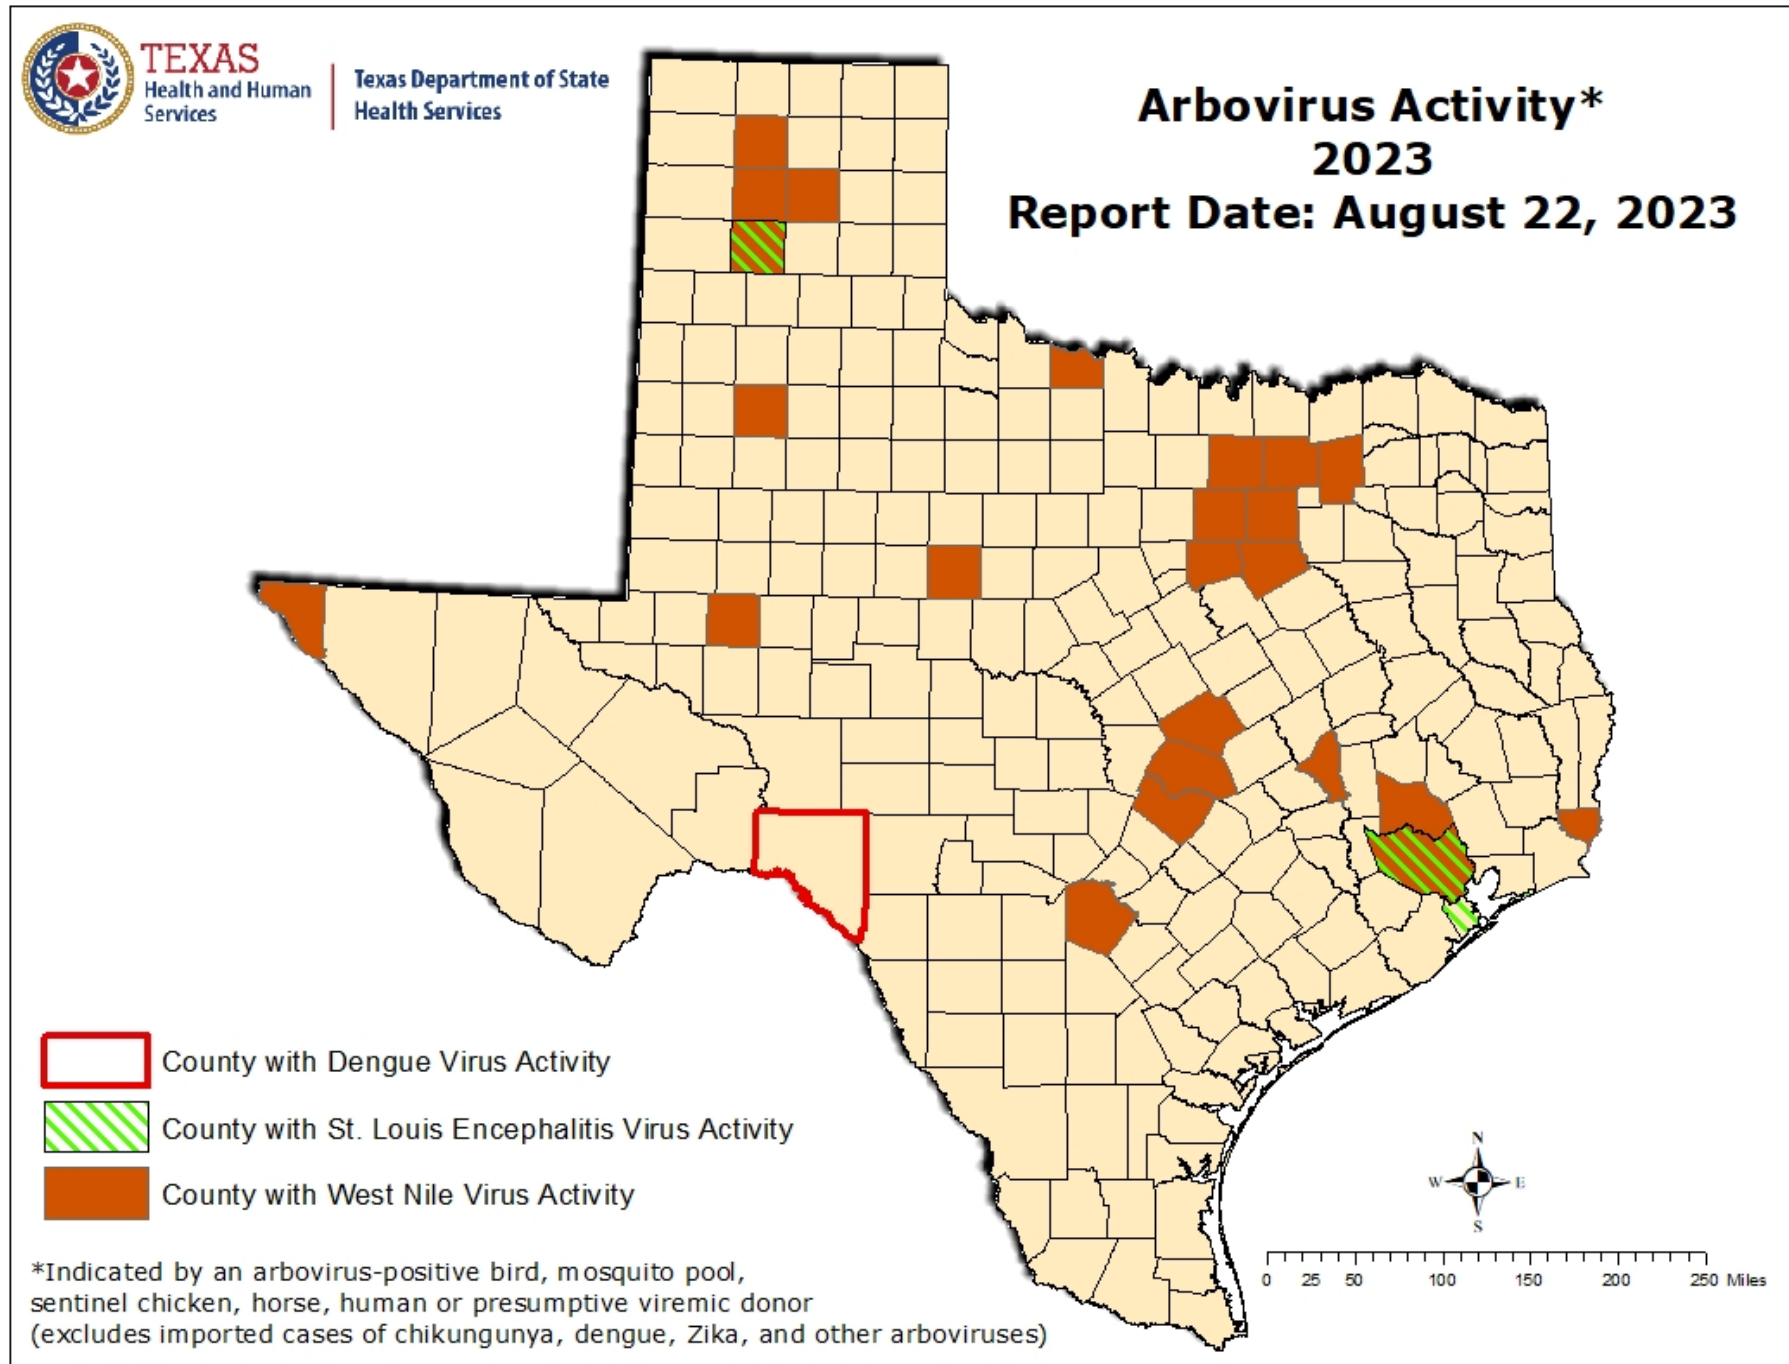 TEXAS
Health and Human
Services
Texas Department of State
Health Services
Arbovirus Activity*
2023
Report Date: August 22, 2023
County with Dengue Virus Activity
County with St. Louis Encephalitis Virus Activity
County with West Nile Virus Activity
*Indicated by an arbovirus-positive bird, mosquito pool,
sentinel chicken, horse, human or presumptive viremic donor
(excludes imported cases of chikungunya, dengue, Zika, and other arboviruses)
N
W E
S
0 25 50 100 150 200 250 Miles